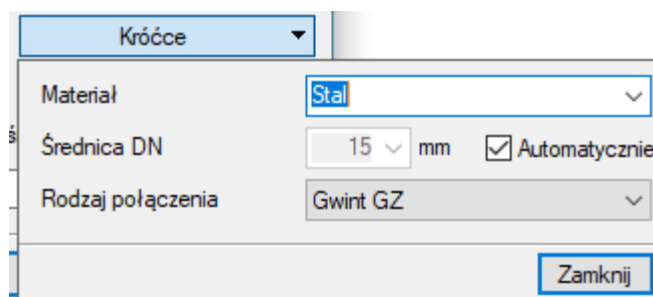 Króćce
Materiał Stal
Średnica DN 15 mm Automatycznie
Rodzaj połączenia Gwint GZ
Zamknij